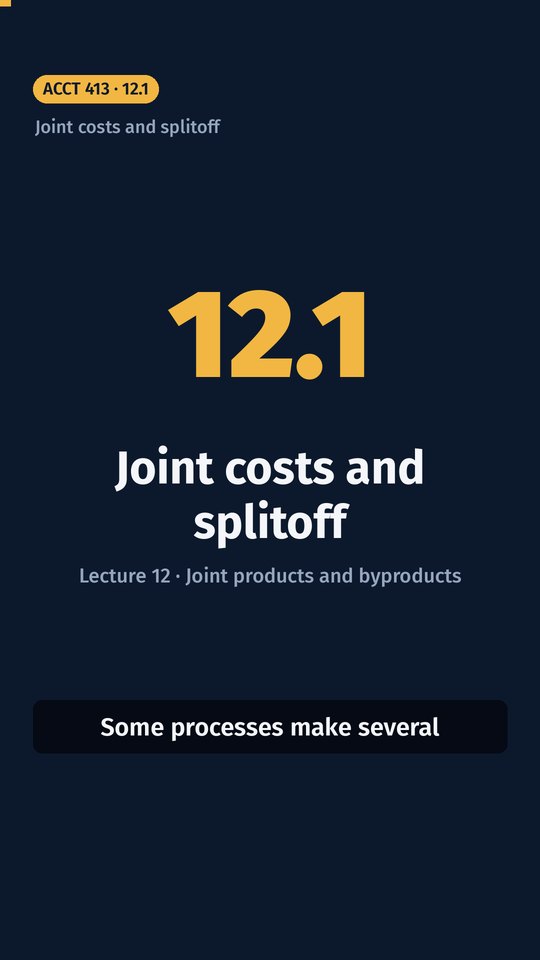 ACCT 413 · 12.1
Joint costs and splitoff
12.1
Joint costs and
splitoff
Lecture 12 · Joint products and byproducts
Some processes make several